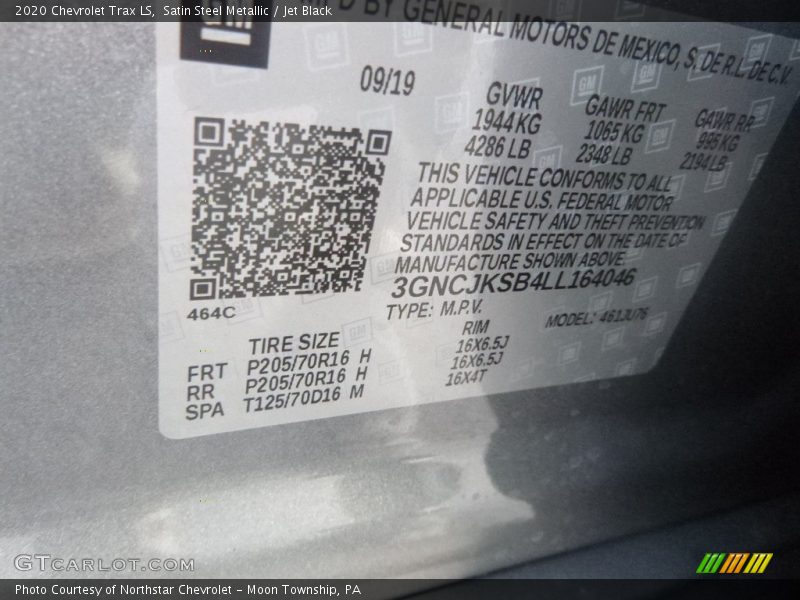 2020 Chevrolet Trax LS, Satin Steel Metallic / Jet Black
GM
BY GENERAL MOTORS DE MEXICO, S. DE R.L. DE C.V.
09/19
GVWR GAWR FRT GAWR RR
1944 KG 1065 KG 995 KG
4286 LB 2348 LB 2194 LB
THIS VEHICLE CONFORMS TO ALL
APPLICABLE U.S. FEDERAL MOTOR
VEHICLE SAFETY AND THEFT PREVENTION
STANDARDS IN EFFECT ON THE DATE OF
MANUFACTURE SHOWN ABOVE
3GNCJKSB4LL164046
464C
TYPE: M.P.V. MODEL: 461JU76
TIRE SIZE RIM
FRT P205/70R16 H 16X6.5J
RR P205/70R16 H 16X6.5J
SPA T125/70D16 M 16X4T
GTCARLOT.COM
Photo Courtesy of Northstar Chevrolet - Moon Township, PA